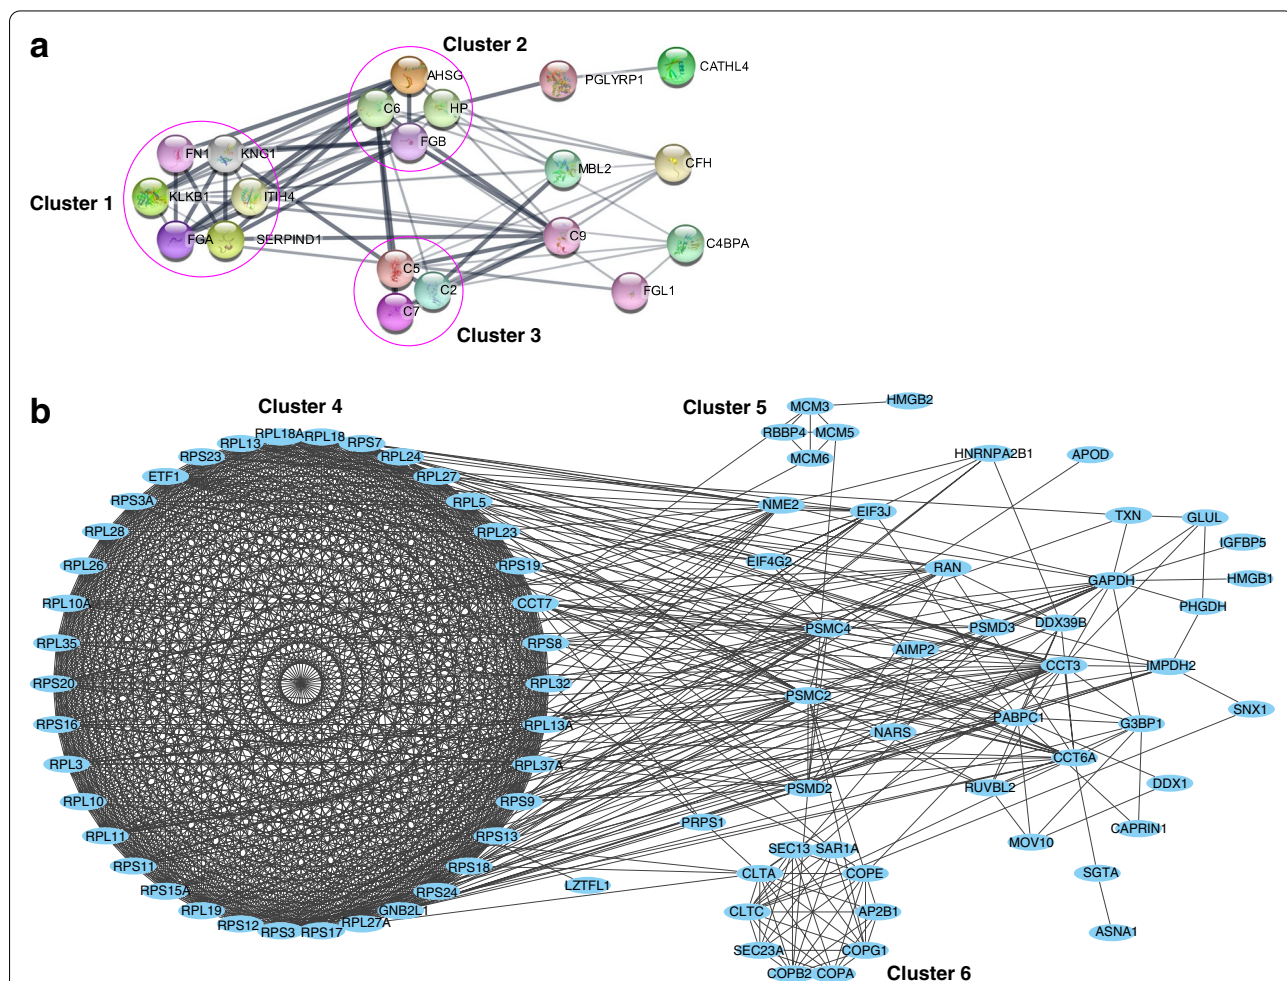 a
Cluster 2
AHSG
PGLYRP1
CATHL4
C6
HP
FGB
FN1
KNG1
MBL2
CFH
Cluster 1
KLKB1
ITIH4
FGA
SERPIND1
C9
C4BPA
C5
C2
FGL1
C7
Cluster 3
b
Cluster 4
RPL18A
RPL18
RPS7
RPL24
RPL27
RPL5
RPL23
RPS19
CCT7
RPS8
RPL32
RPL13A
RPL37A
RPS9
RPS13
RPS18
RPS24
GNB2L1
RPL27A
RPS17
RPS3
RPS12
RPL19
RPS15A
RPS11
RPL11
RPL10
RPL3
RPS16
RPS20
RPL35
RPL10A
RPL26
RPL28
RPS3A
ETF1
RPS23
RPL13
Cluster 5
MCM3
HMGB2
RBBP4
MCM5
MCM6
HNRNPA2B1
APOD
NME2
EIF3J
TXN
GLUL
IGFBP5
EIF4G2
RAN
GAPDH
HMGB1
PHGDH
PSMC4
PSMD3
DDX39B
AIMP2
CCT3
IMPDH2
PSMC2
SNX1
PABPC1
G3BP1
NARS
CCT6A
PSMD2
RUVBL2
DDX1
PRPS1
MOV10
CAPRIN1
SEC13
SAR1A
CLTA
COPE
SGTA
LZTFL1
CLTC
AP2B1
ASNA1
SEC23A
COPG1
COPB2
COPA
Cluster 6